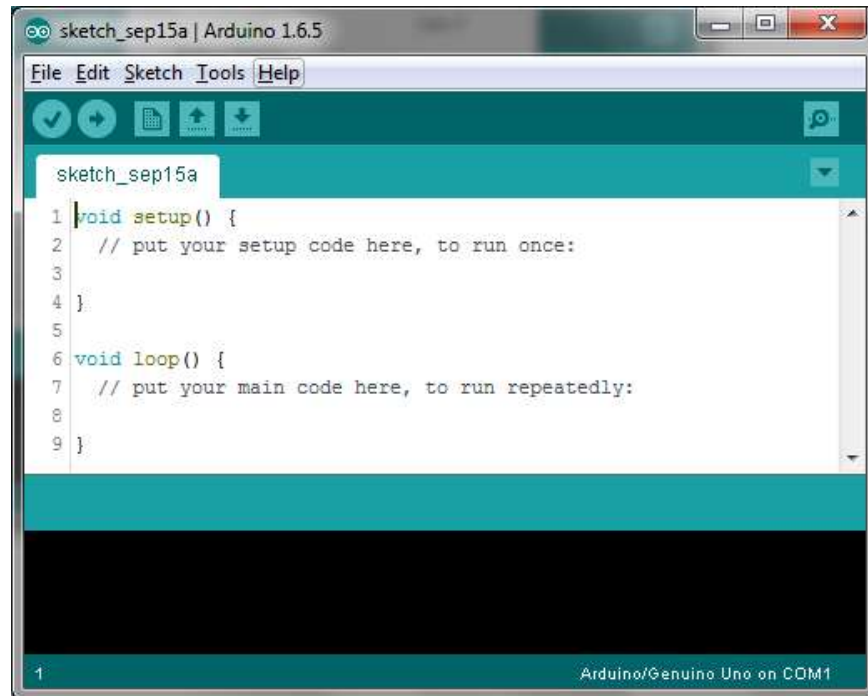 sketch_sep15a | Arduino 1.6.5
File Edit Sketch Tools Help
sketch_sep15a
1 void setup() {
2   // put your setup code here, to run once:
3
4 }
5
6 void loop() {
7   // put your main code here, to run repeatedly:
8
9 }
1 Arduino/Genuino Uno on COM1